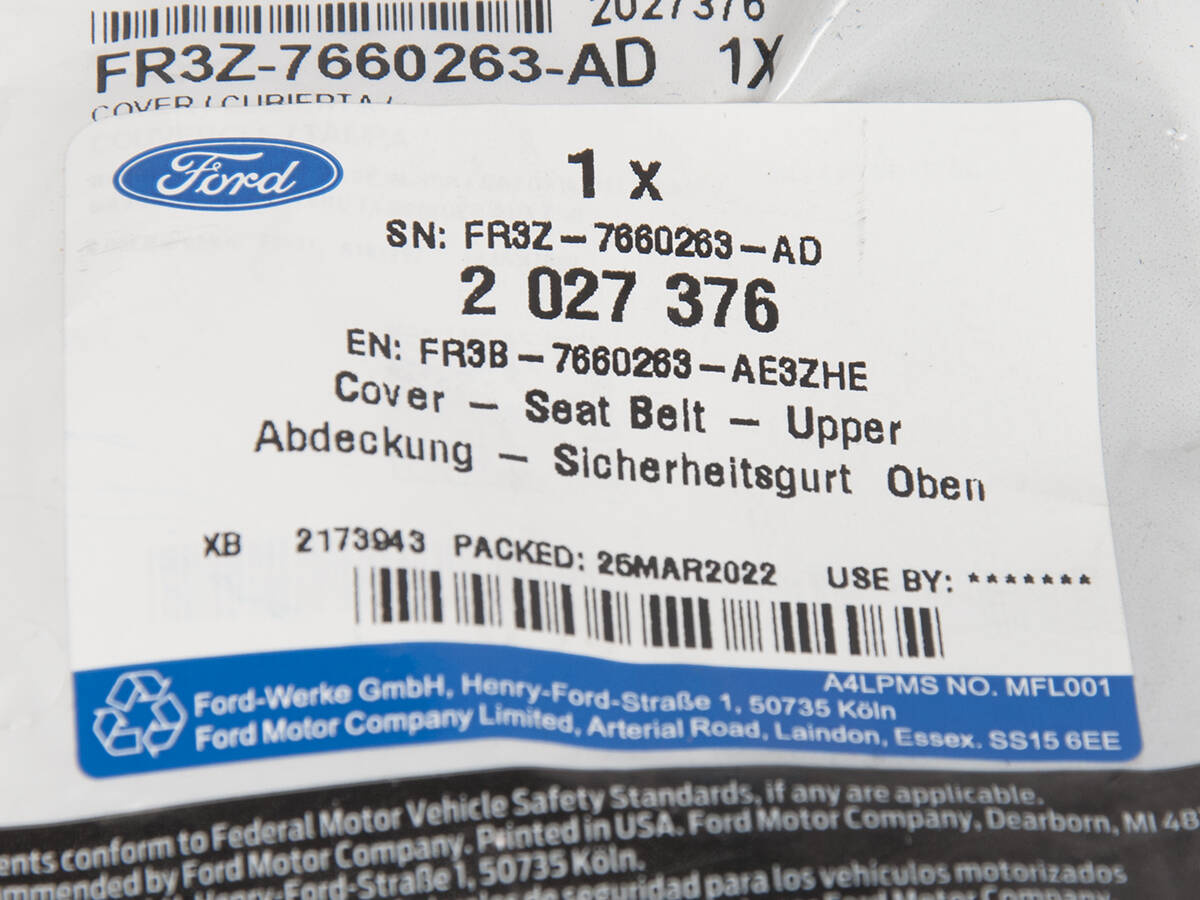 2027376
FR3Z-7660263-AD 1X
COVER / CUBIERTA /
Ford
1 x
SN: FR3Z-7660263-AD
2 027 376
EN: FR3B-7660263-AE3ZHE
Cover - Seat Belt - Upper
Abdeckung - Sicherheitsgurt Oben
XB 2173943 PACKED: 25MAR2022 USE BY: *******
A4LPMS NO. MFL001
Ford-Werke GmbH, Henry-Ford-Straße 1, 50735 Köln
Ford Motor Company Limited, Arterial Road, Laindon, Essex. SS15 6EE
ents conform to Federal Motor Vehicle Safety Standards, if any are applicable.
mmended by Ford Motor Company. Printed in USA. Ford Motor Company, Dearborn, MI 48
Henry-Ford-Straße 1, 50735 Köln.
de seguridad para los vehículos motorizados
Ford Motor Company